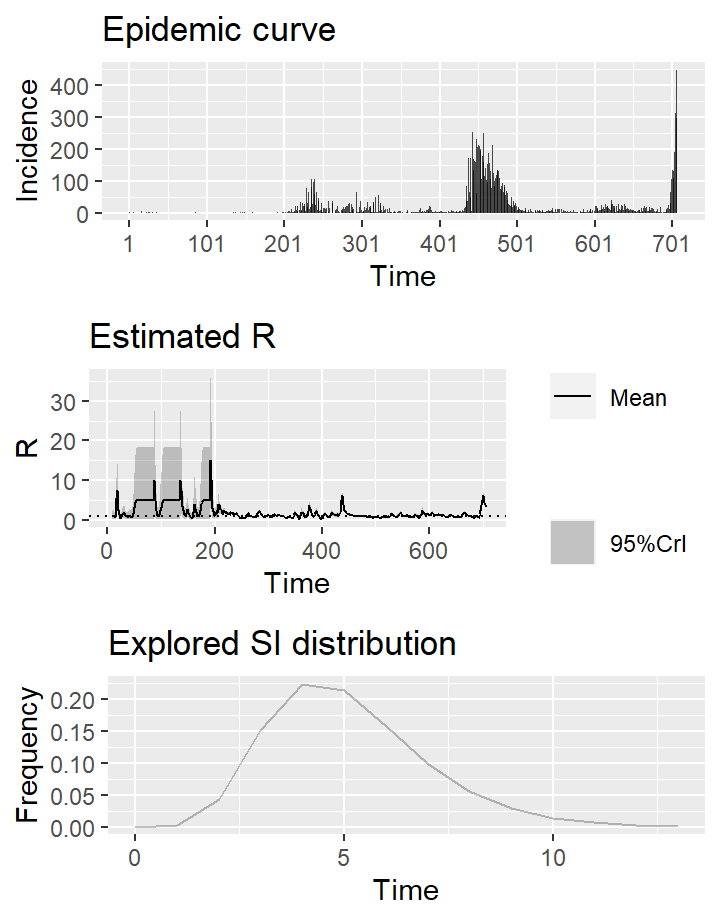 Epidemic curve
Incidence
400
300
200
100
0
1 101 201 301 401 501 601 701
Time
Estimated R
R
30
20
10
0
0 200 400 600
Time
Mean
95%CrI
Explored SI distribution
Frequency
0.20
0.15
0.10
0.05
0.00
0 5 10
Time